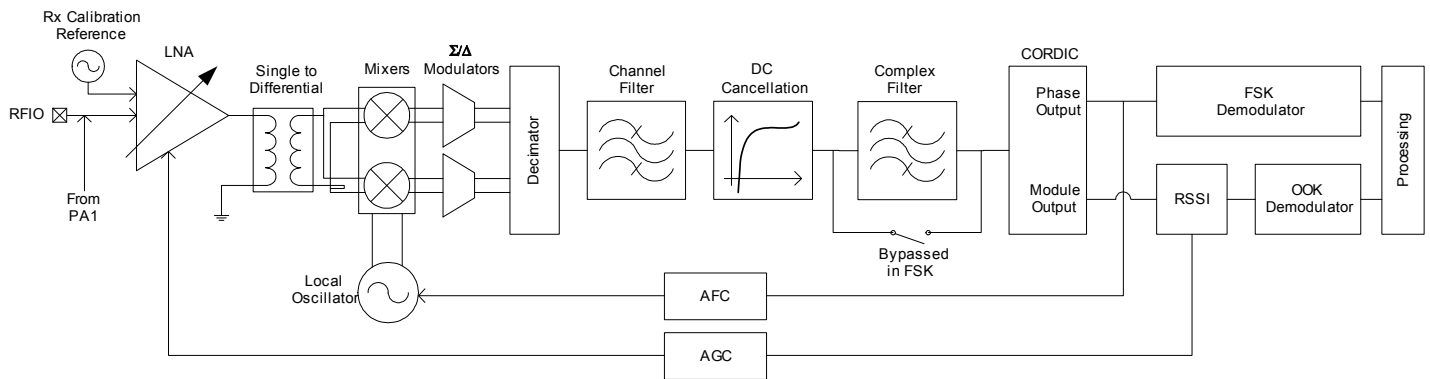 Rx Calibration
Reference
LNA
RFIO
From
PA1
Single to
Differential
Mixers
Σ/Δ
Modulators
Local
Oscillator
Decimator
Channel
Filter
DC
Cancellation
Complex
Filter
Bypassed
in FSK
CORDIC
Phase
Output
Module
Output
FSK
Demodulator
RSSI
OOK
Demodulator
Processing
AFC
AGC